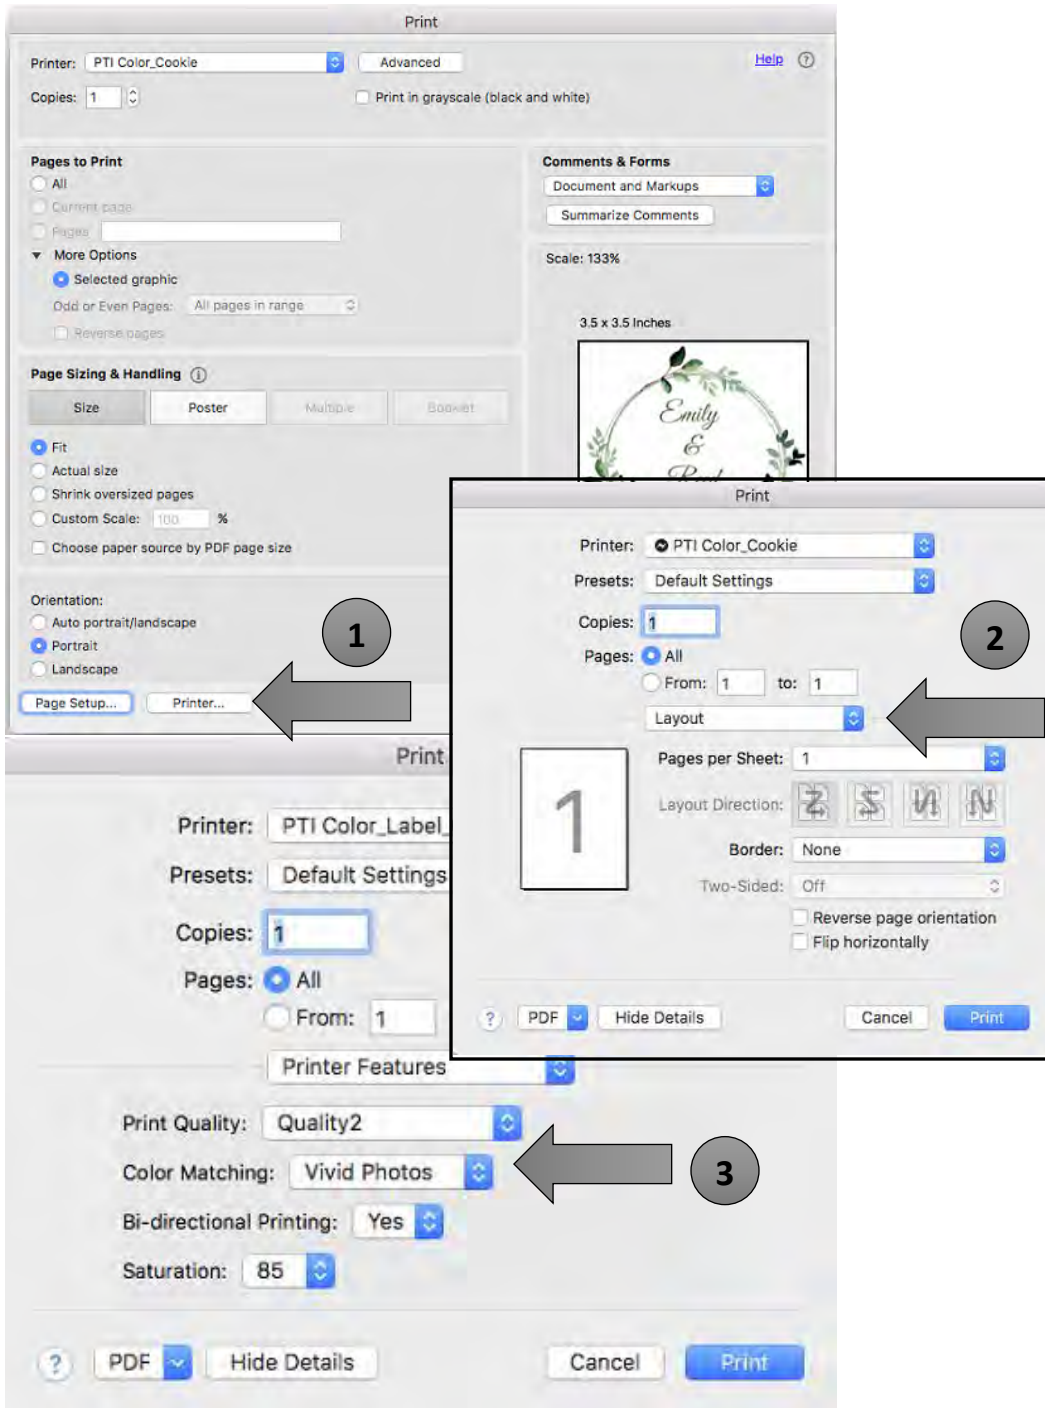 Print
Printer: PTI Color_Cookie Advanced Help ?
Copies: 1 Print in grayscale (black and white)
Pages to Print
All
Current page
Pages
More Options
Selected graphic
Odd or Even Pages: All pages in range
Reverse pages
Comments & Forms
Document and Markups
Summarize Comments
Scale: 133%
3.5 x 3.5 Inches
Emily
&
Reed
Page Sizing & Handling i
Size Poster Multiple Booklet
Fit
Actual size
Shrink oversized pages
Custom Scale: 100 %
Choose paper source by PDF page size
Orientation:
Auto portrait/landscape
Portrait
Landscape
Page Setup... Printer...
1
Print
Printer: PTI Color_Cookie
Presets: Default Settings
Copies: 1
Pages: All
From: 1 to: 1
Layout
2
Pages per Sheet: 1
1
Layout Direction:
Border: None
Two-Sided: Off
Reverse page orientation
Flip horizontally
? PDF Hide Details Cancel Print
Print
Printer: PTI Color_Label_
Presets: Default Settings
Copies: 1
Pages: All
From: 1
Printer Features
Print Quality: Quality2
Color Matching: Vivid Photos
3
Bi-directional Printing: Yes
Saturation: 85
? PDF Hide Details Cancel Print